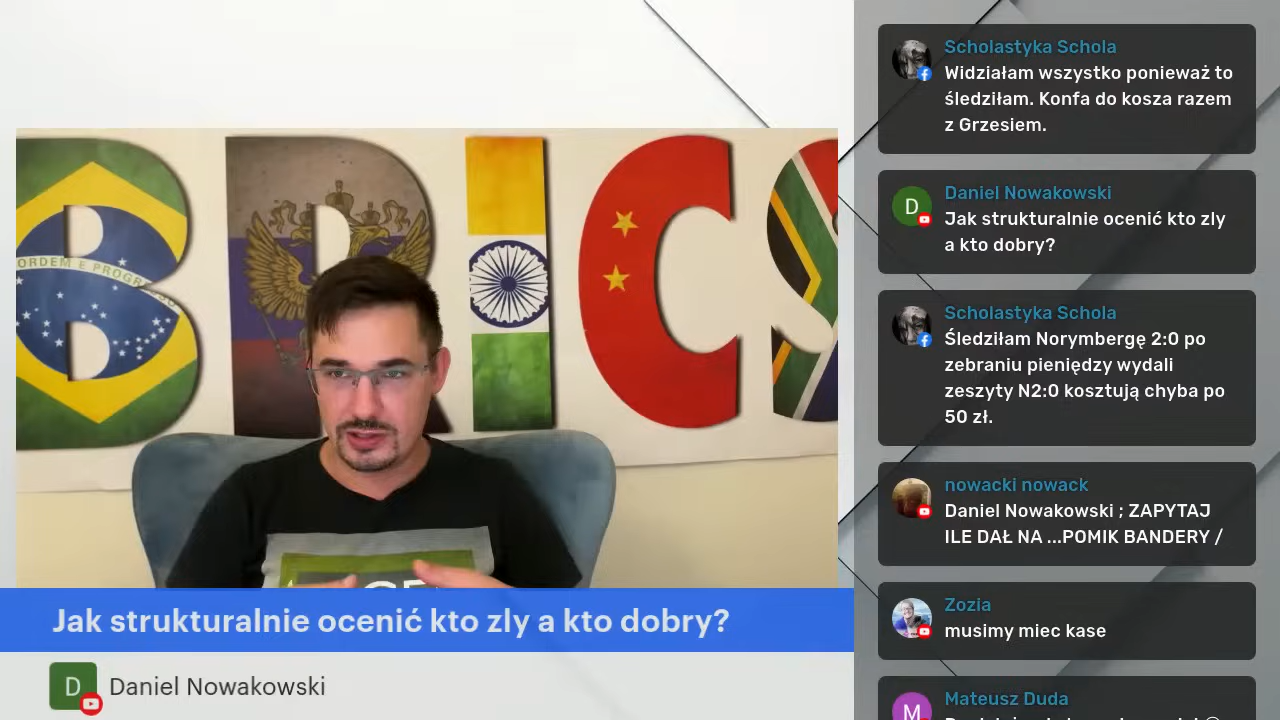 BRICS
ORDEM E PROGR
Jak strukturalnie ocenić kto zly a kto dobry?
Daniel Nowakowski
D
Scholastyka Schola
Widziałam wszystko ponieważ to
śledziłam. Konfa do kosza razem
z Grzesiem.
D
Daniel Nowakowski
Jak strukturalnie ocenić kto zly
a kto dobry?
Scholastyka Schola
Śledziłam Norymbergę 2:0 po
zebraniu pieniędzy wydali
zeszyty N2:0 kosztują chyba po
50 zł.
nowacki nowack
Daniel Nowakowski ; ZAPYTAJ
ILE DAŁ NA ...POMIK BANDERY /
Zozia
musimy miec kase
M
Mateusz Duda